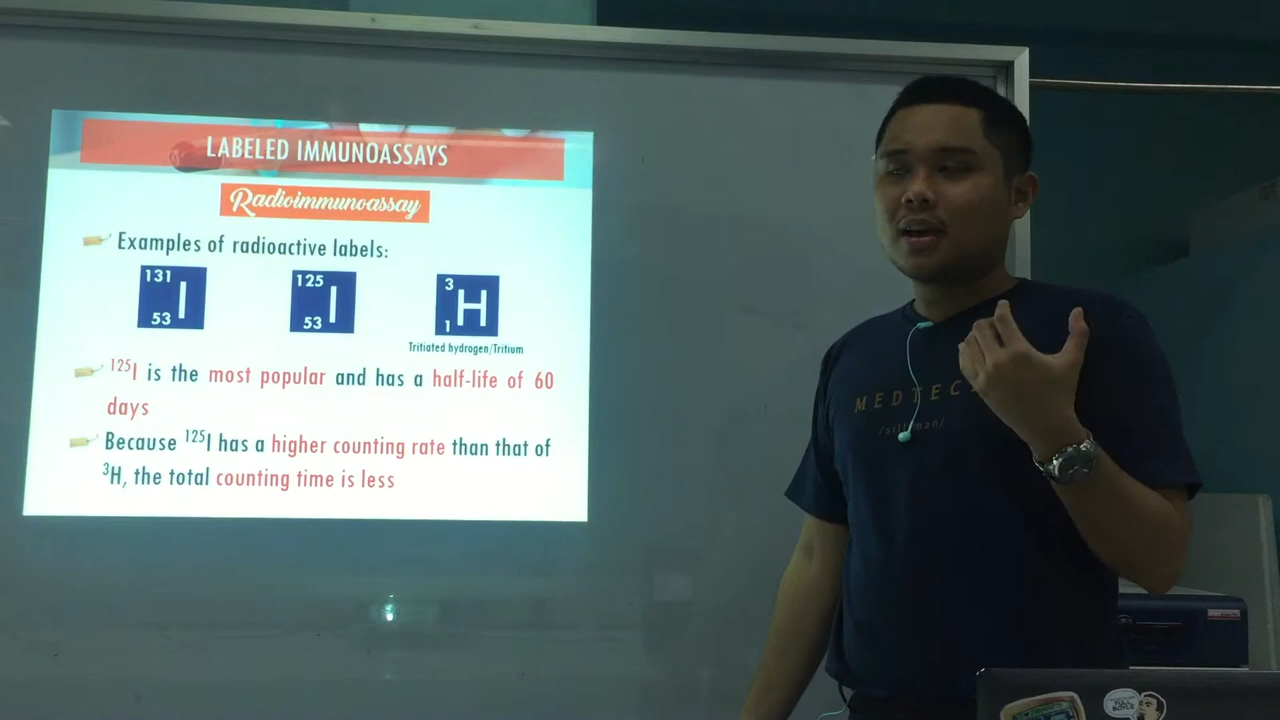 LABELED IMMUNOASSAYS
Radioimmunoassay
Examples of radioactive labels:
131
I
53
125
I
53
3
H
1
Tritiated hydrogen/Tritium
¹²⁵I is the most popular and has a half-life of 60
days
Because ¹²⁵I has a higher counting rate than that of
³H, the total counting time is less
MEDTEC
FULL